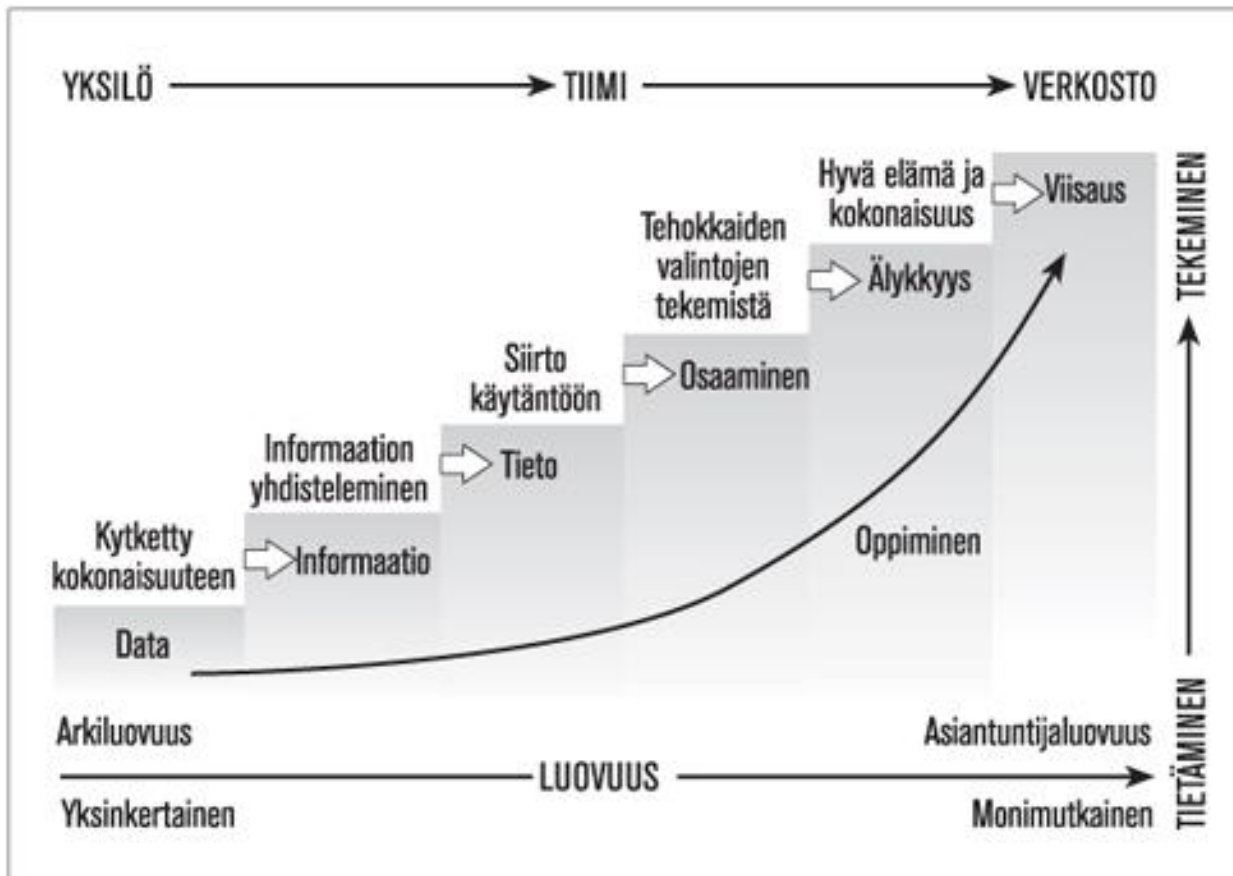 YKSILÖ TIIMI VERKOSTO
Hyvä elämä ja
kokonaisuus
Viisaus
Tehokkaiden
valintojen
tekemistä
Älykkyys
Siirto
käytäntöön
Osaaminen
Informaation
yhdisteleminen
Tieto
Kytketty
kokonaisuuteen
Informaatio
Data
Oppiminen
TEKEMINEN
TIETÄMINEN
Arkiluovuus Asiantuntijaluovuus
LUOVUUS
Yksinkertainen Monimutkainen